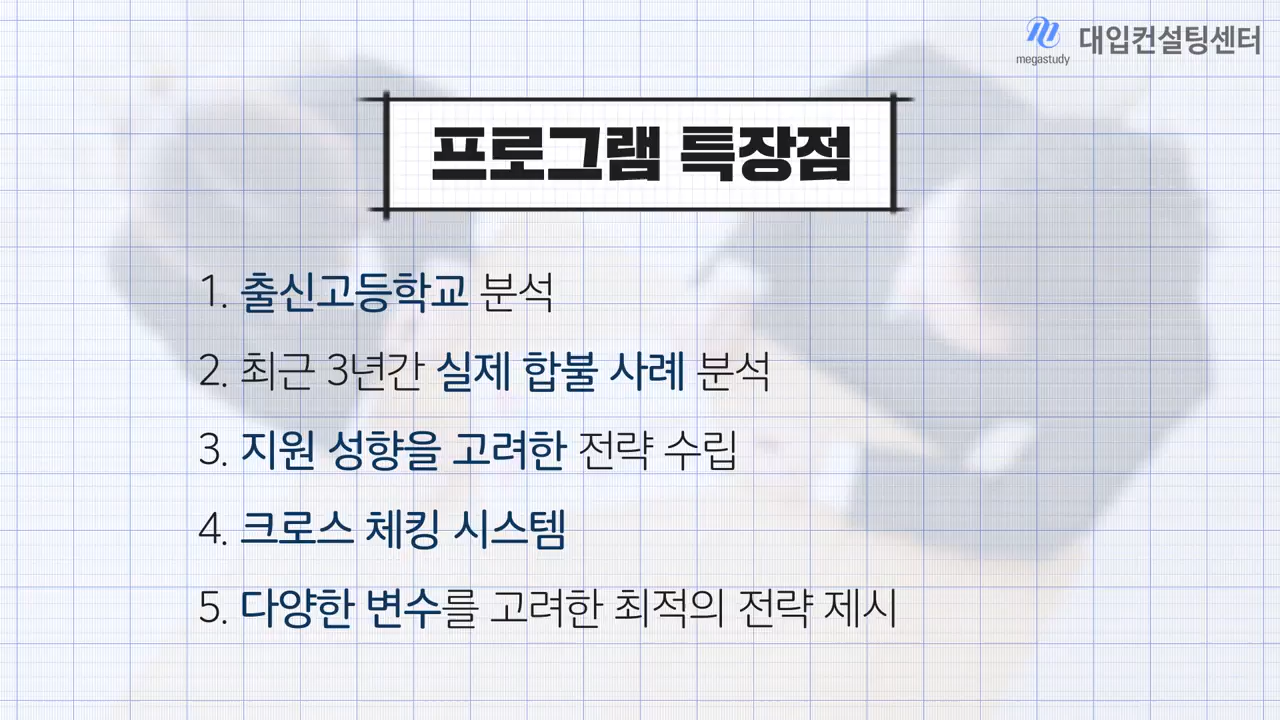 megastudy 대입컨설팅센터
프로그램 특장점
1. 출신고등학교 분석
2. 최근 3년간 실제 합불 사례 분석
3. 지원 성향을 고려한 전략 수립
4. 크로스 체킹 시스템
5. 다양한 변수를 고려한 최적의 전략 제시